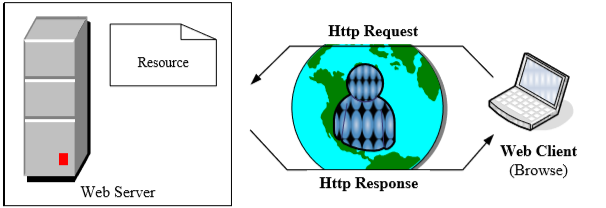 Http Request
Resource
Web Server
Web Client
(Browse)
Http Response